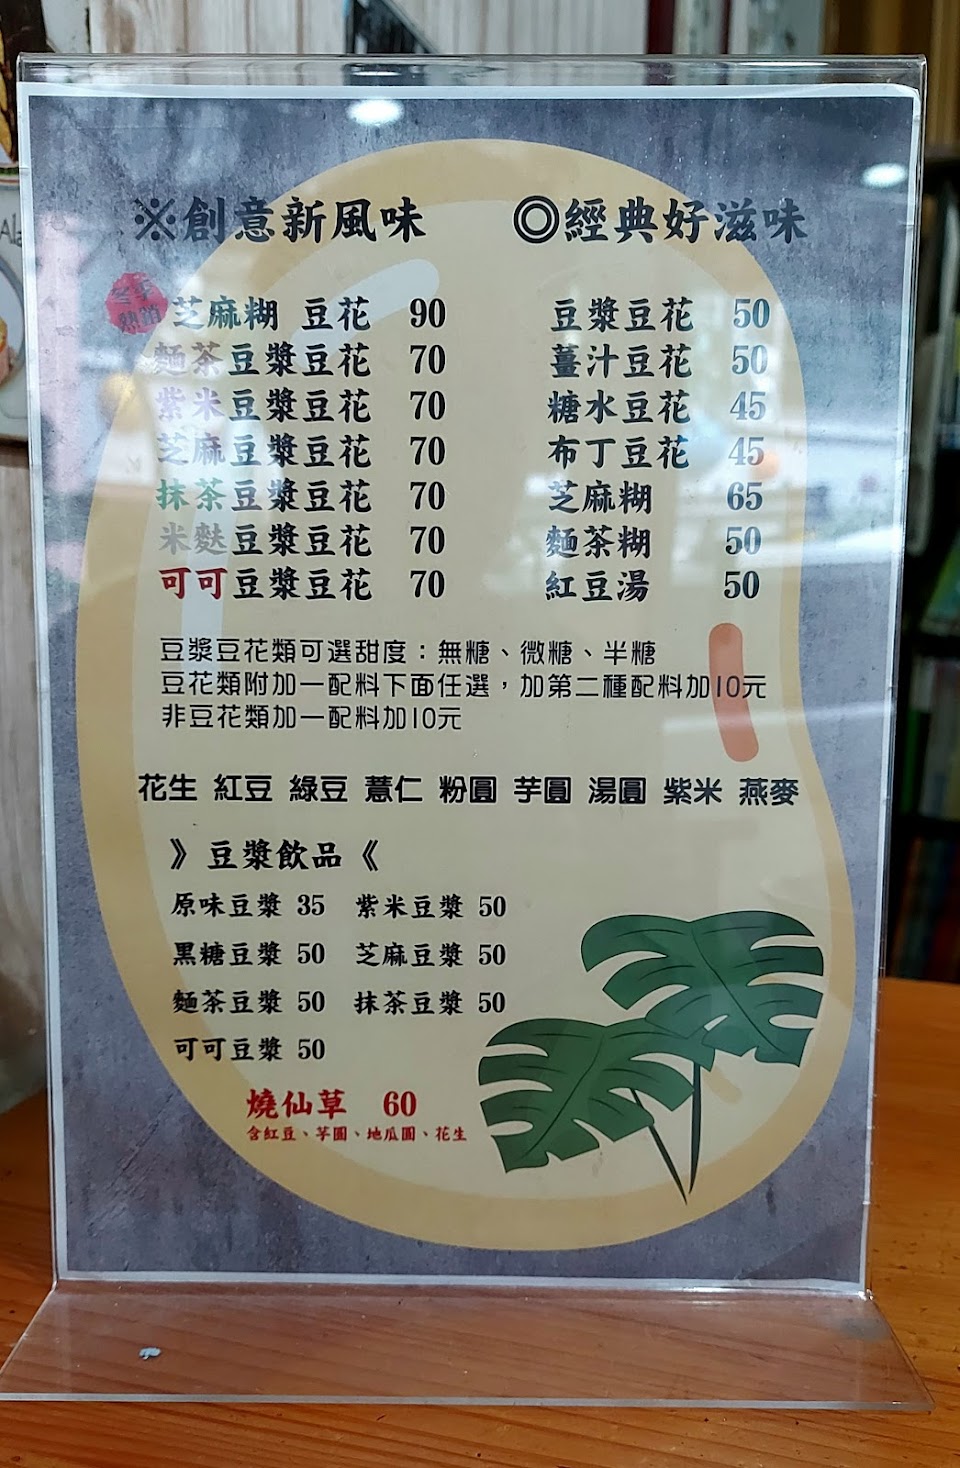 ※創意新風味 ◎經典好滋味
冬季
熱銷
芝麻糊 豆花 90
麵茶豆漿豆花 70
紫米豆漿豆花 70
芝麻豆漿豆花 70
抹茶豆漿豆花 70
米麩豆漿豆花 70
可可豆漿豆花 70
豆漿豆花 50
薑汁豆花 50
糖水豆花 45
布丁豆花 45
芝麻糊 65
麵茶糊 50
紅豆湯 50
豆漿豆花類可選甜度：無糖、微糖、半糖
豆花類附加一配料下面任選，加第二種配料加10元
非豆花類加一配料加10元
花生 紅豆 綠豆 薏仁 粉圓 芋圓 湯圓 紫米 燕麥
》豆漿飲品《
原味豆漿 35 紫米豆漿 50
黑糖豆漿 50 芝麻豆漿 50
麵茶豆漿 50 抹茶豆漿 50
可可豆漿 50
燒仙草 60
含紅豆、芋圓、地瓜圓、花生